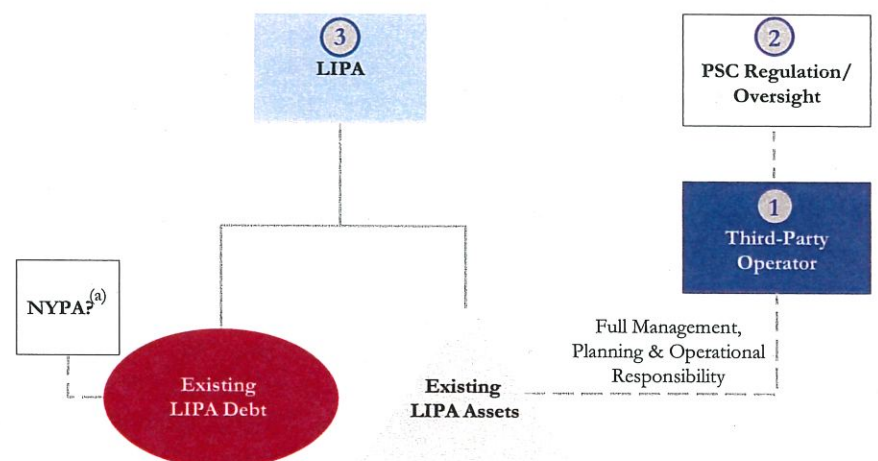 3
LIPA
2
PSC Regulation/
Oversight
1
Third-Party
Operator
NYPA?(a)
Full Management,
Planning & Operational
Responsibility
Existing
LIPA Debt
Existing
LIPA Assets